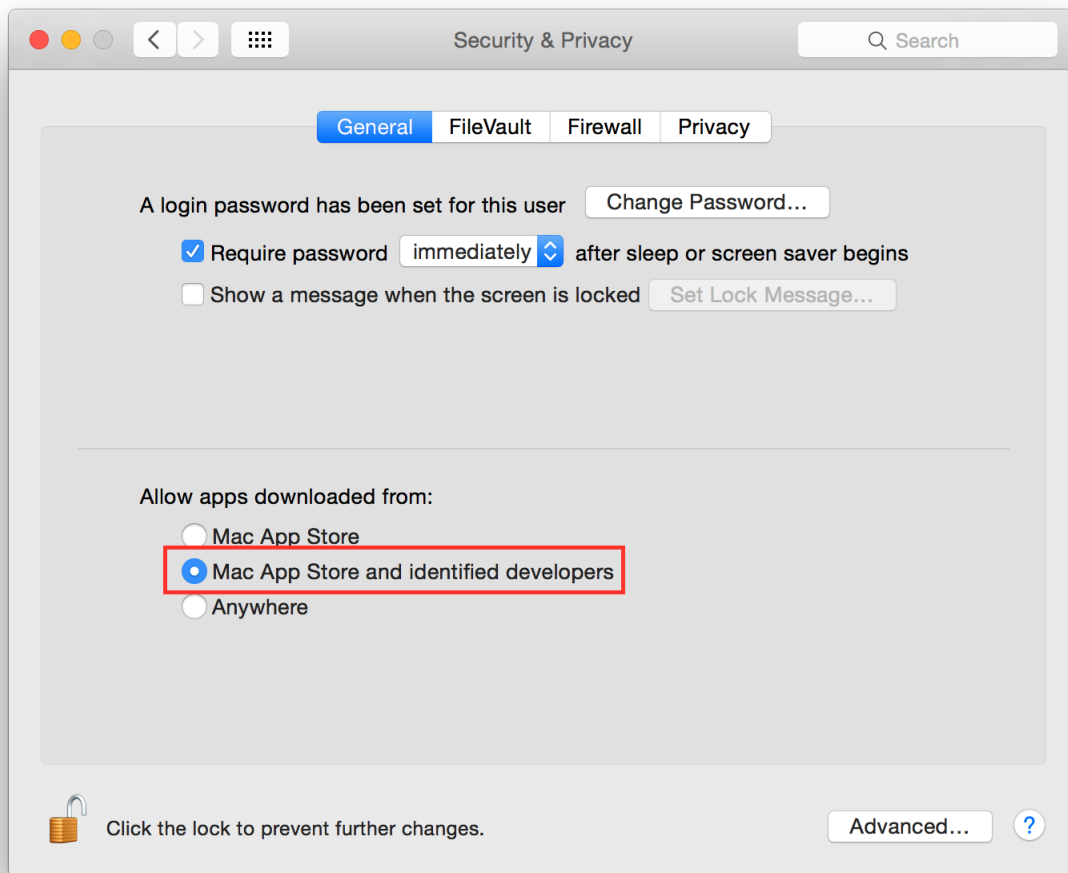 Security & Privacy
Search
General FileVault Firewall Privacy
A login password has been set for this user Change Password...
Require password immediately after sleep or screen saver begins
Show a message when the screen is locked Set Lock Message...
Allow apps downloaded from:
Mac App Store
Mac App Store and identified developers
Anywhere
Click the lock to prevent further changes. Advanced... ?